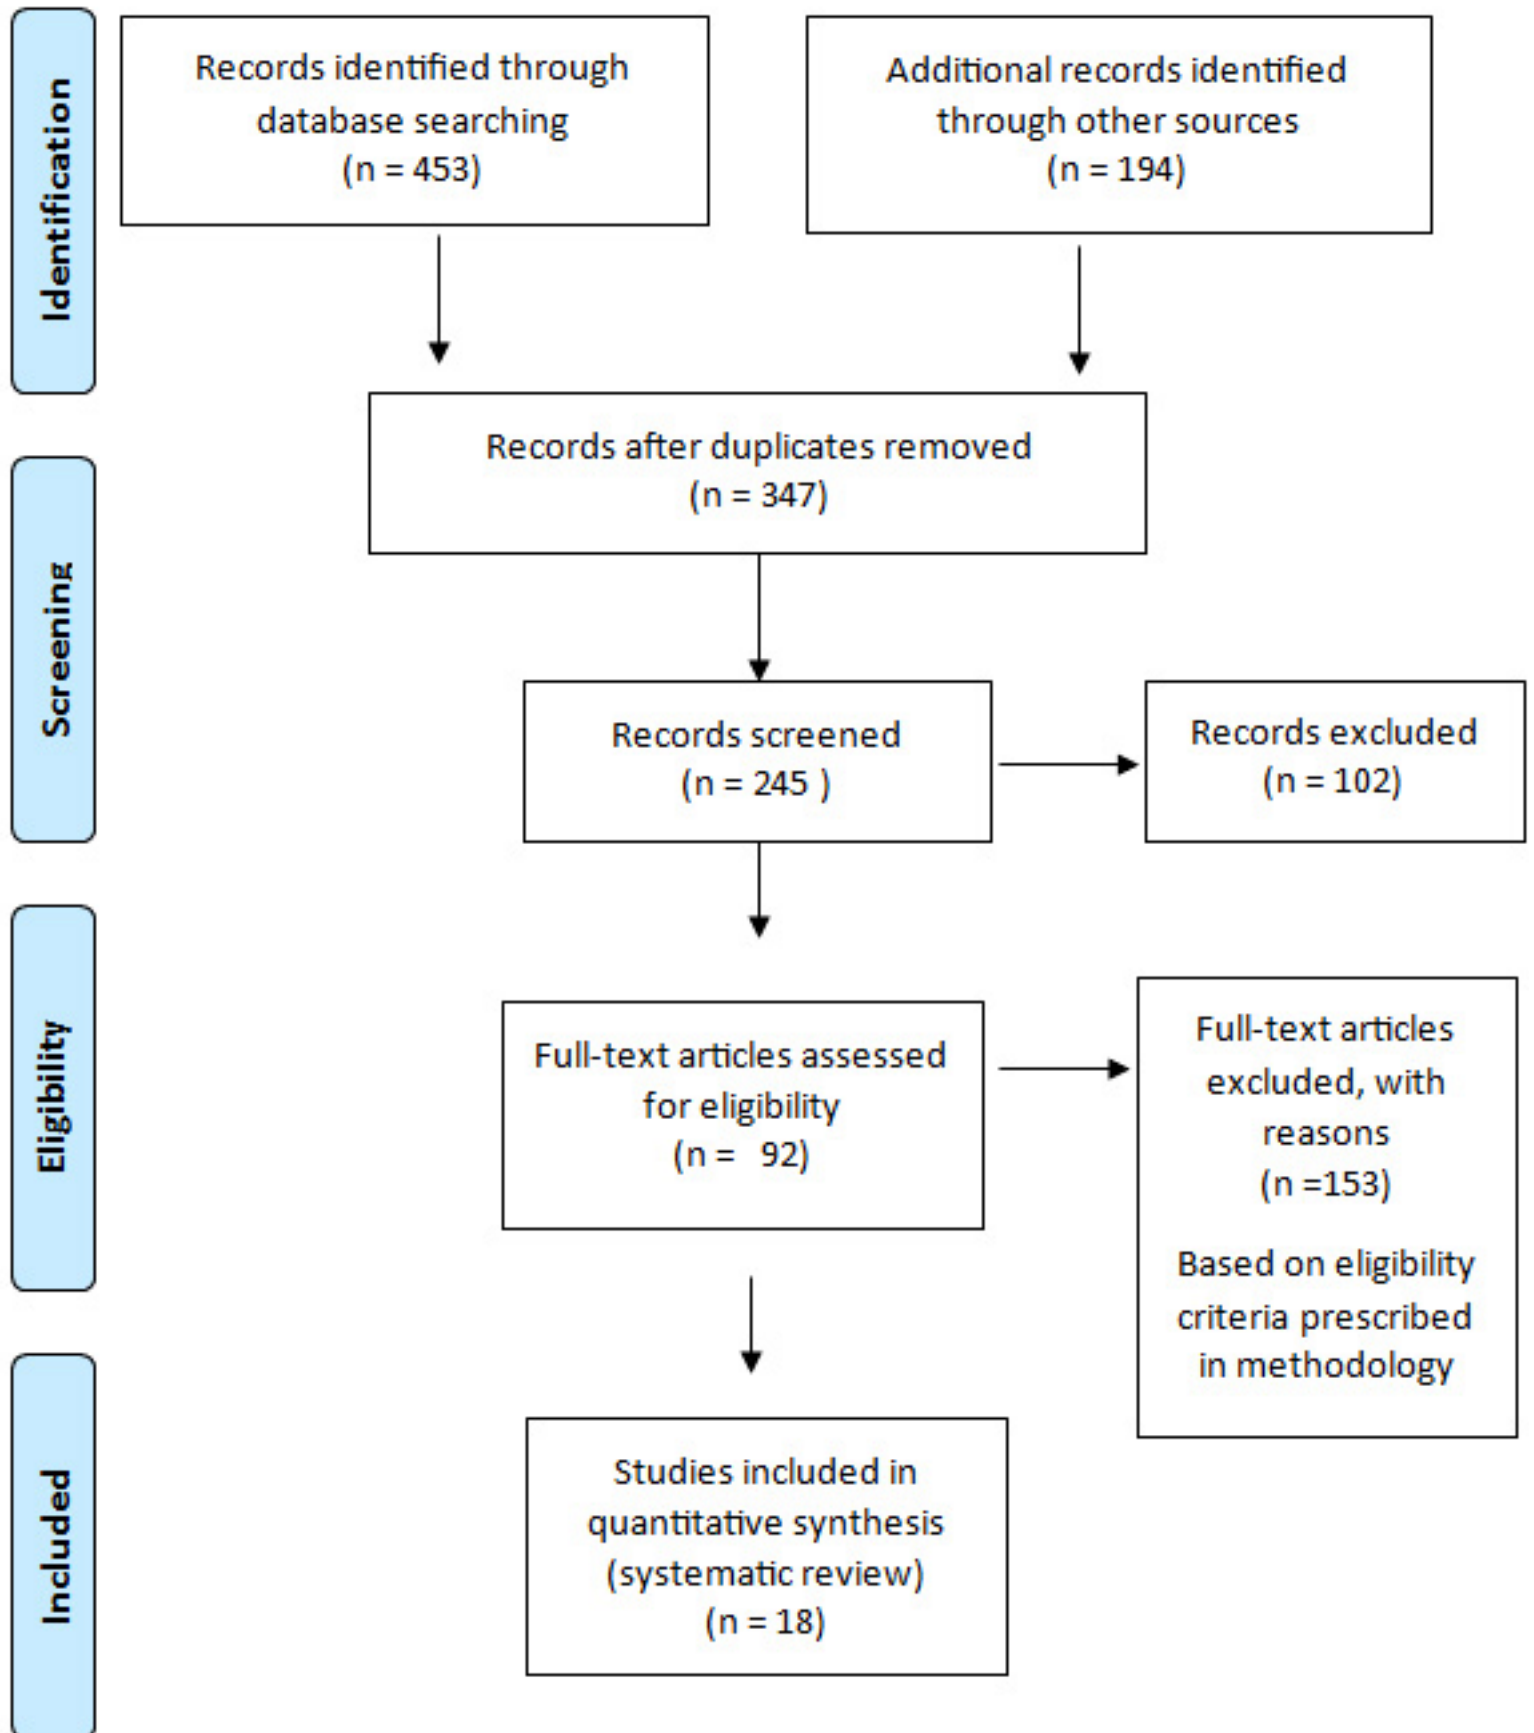 Identification
Records identified through
database searching
(n = 453)
Additional records identified
through other sources
(n = 194)
Records after duplicates removed
(n = 347)
Screening
Records screened
(n = 245 )
Records excluded
(n = 102)
Eligibility
Full-text articles assessed
for eligibility
(n =   92)
Full-text articles
excluded, with
reasons
(n =153)
Based on eligibility
criteria prescribed
in methodology
Included
Studies included in
quantitative synthesis
(systematic review)
(n = 18)